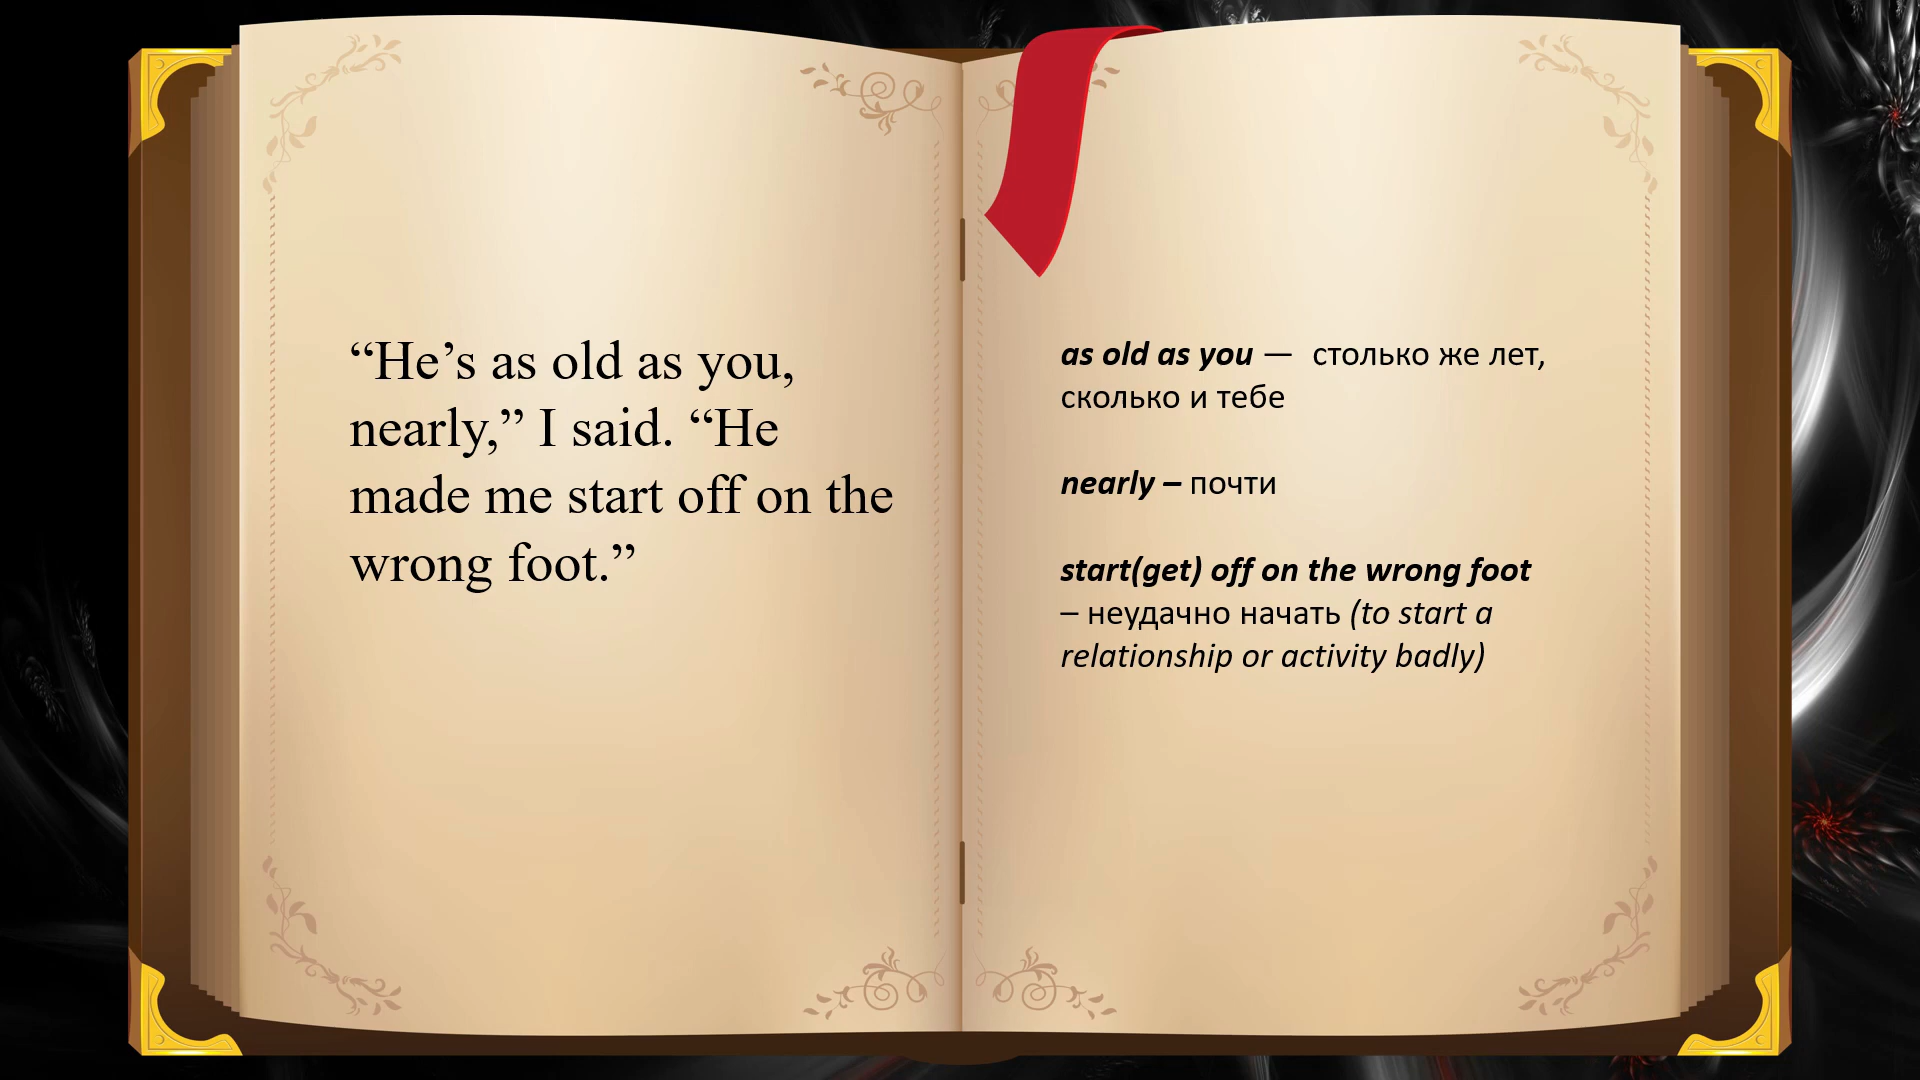 “He’s as old as you,
nearly,” I said. “He
made me start off on the
wrong foot.”
as old as you — столько же лет,
сколько и тебе
nearly – почти
start(get) off on the wrong foot
– неудачно начать (to start a
relationship or activity badly)